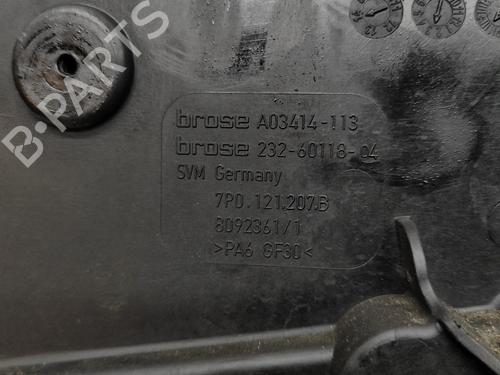 brose A03414-113
brose 232-60118-04
SVM Germany
7P0.121.207.B
8092361/1
>PA6 GF30<
B-PARTS